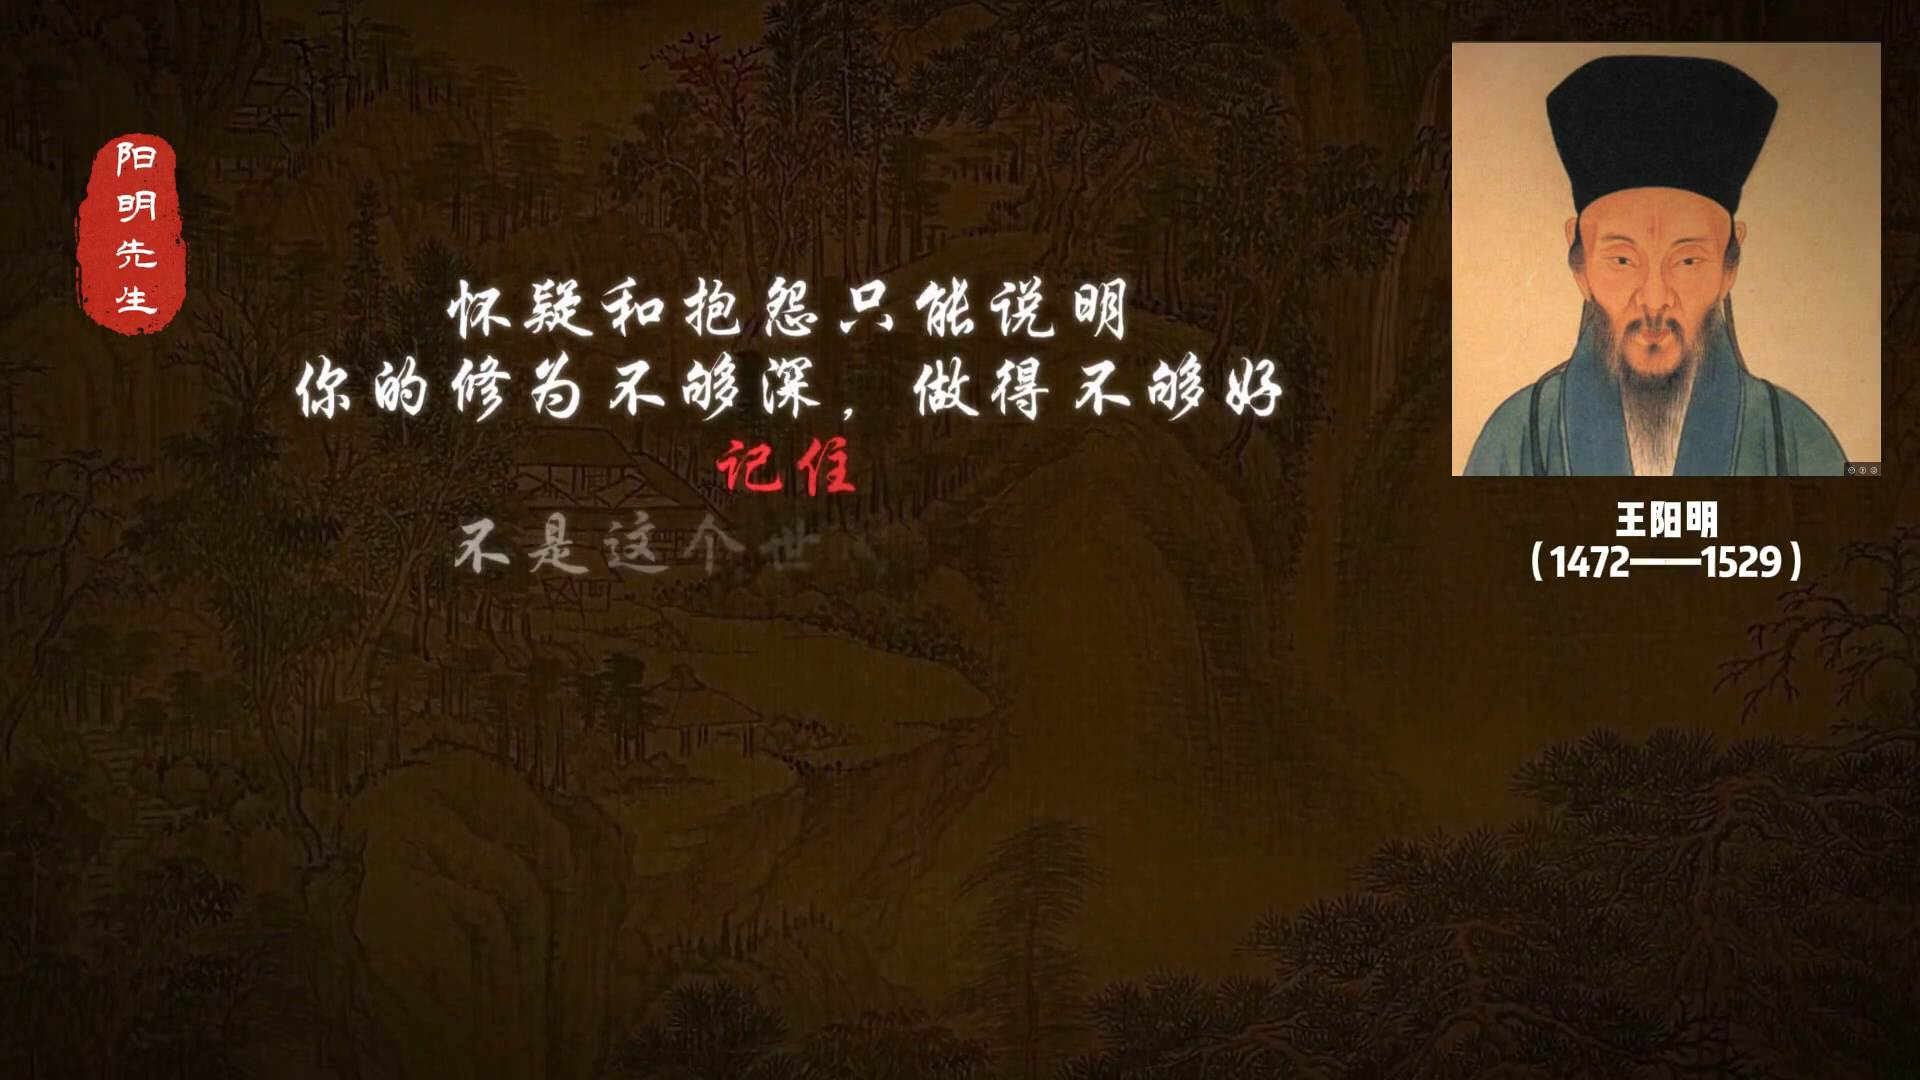 阳明先生
怀疑和抱怨只能说明
你的修为不够深，做得不够好
记住
不是这个世
王阳明
（1472——1529）